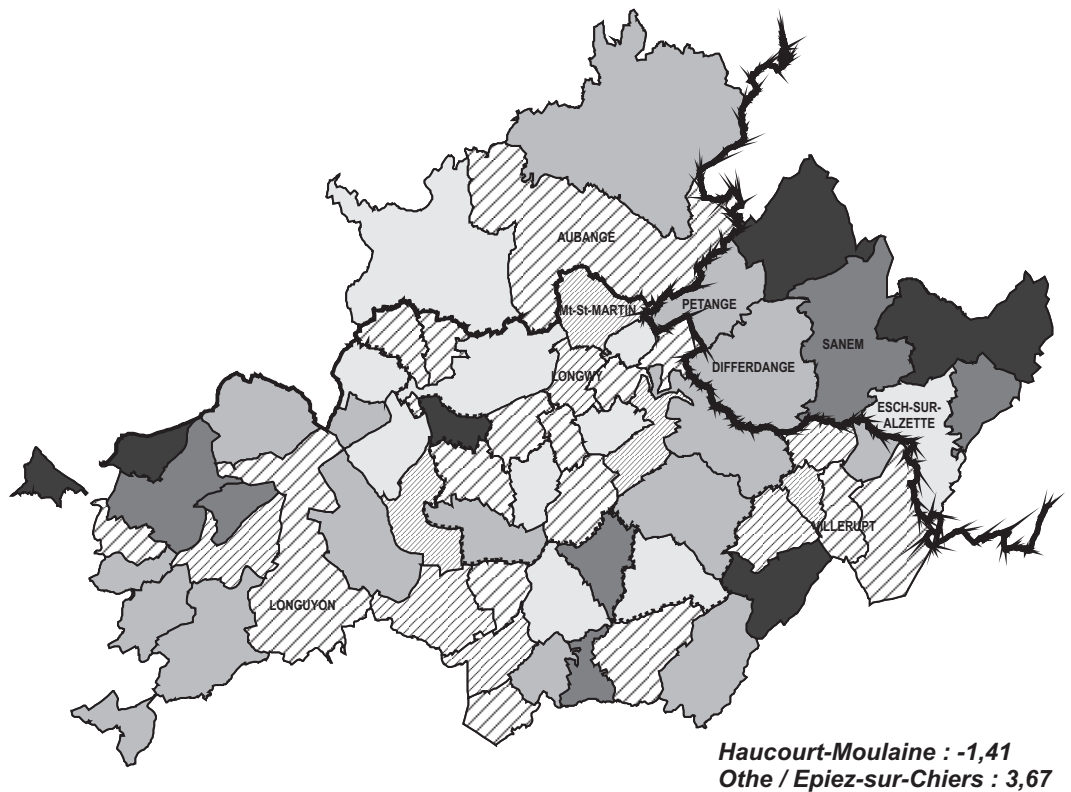 AUBANGE
Mt-St-MARTIN
PETANGE
SANEM
LONGWY
DIFFERDANGE
ESCH-SUR-
ALZETTE
VILLERUPT
LONGUYON
Haucourt-Moulaine : -1,41
Othe / Epiez-sur-Chiers : 3,67